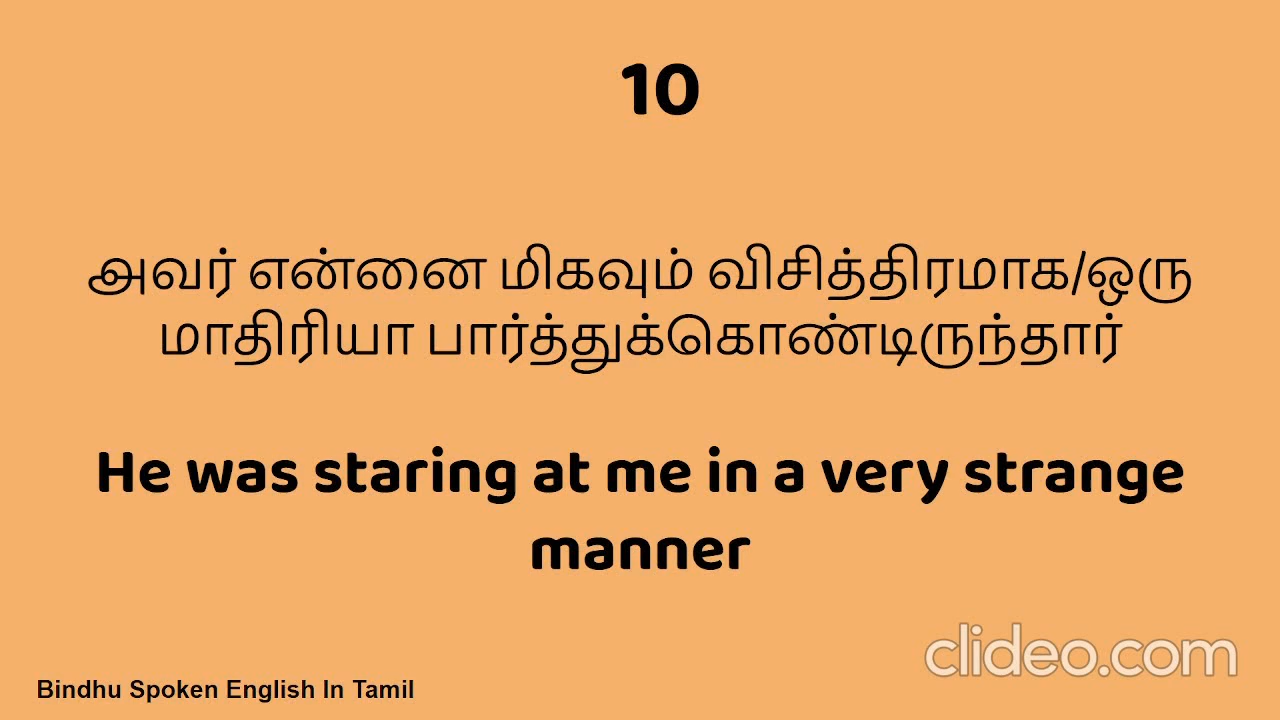 10
அவர் என்னை மிகவும் விசித்திரமாக/ஒரு
மாதிரியா பார்த்துக்கொண்டிருந்தார்
He was staring at me in a very strange
manner
clideo.com
Bindhu Spoken English In Tamil